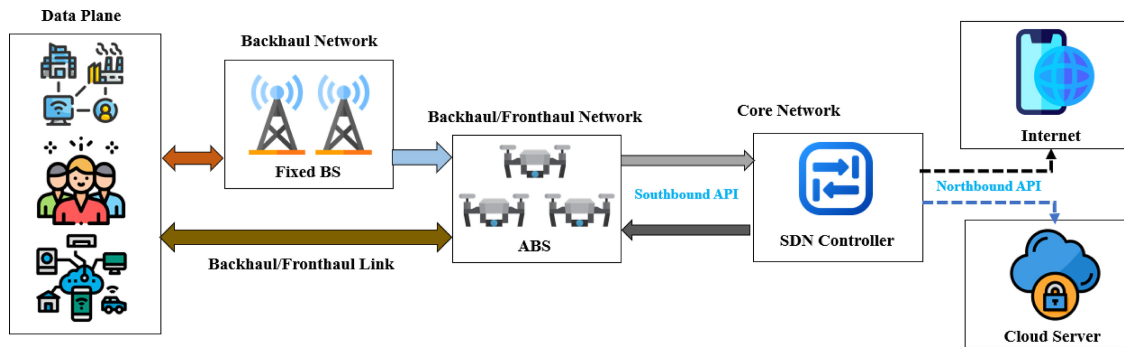 Data Plane
Backhaul Network
Fixed BS
Backhaul/Fronthaul Network
ABS
Backhaul/Fronthaul Link
Southbound API
Core Network
SDN Controller
Northbound API
Internet
Cloud Server